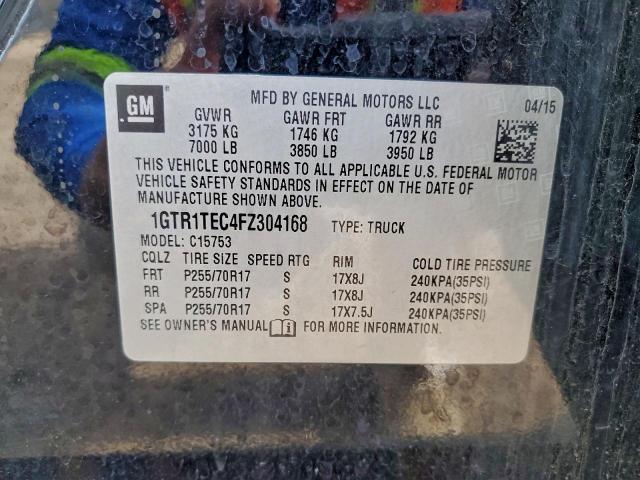 GM
MFD BY GENERAL MOTORS LLC
04/15
GVWR GAWR FRT GAWR RR
3175 KG 1746 KG 1792 KG
7000 LB 3850 LB 3950 LB
THIS VEHICLE CONFORMS TO ALL APPLICABLE U.S. FEDERAL MOTOR
VEHICLE SAFETY STANDARDS IN EFFECT ON THE DATE OF
MANUFACTURE SHOWN ABOVE.
1GTR1TEC4FZ304168 TYPE: TRUCK
MODEL: C15753
CQLZ TIRE SIZE SPEED RTG RIM COLD TIRE PRESSURE
FRT P255/70R17 S 17X8J 240KPA(35PSI)
RR P255/70R17 S 17X8J 240KPA(35PSI)
SPA P255/70R17 S 17X7.5J 240KPA(35PSI)
SEE OWNER'S MANUAL FOR MORE INFORMATION.